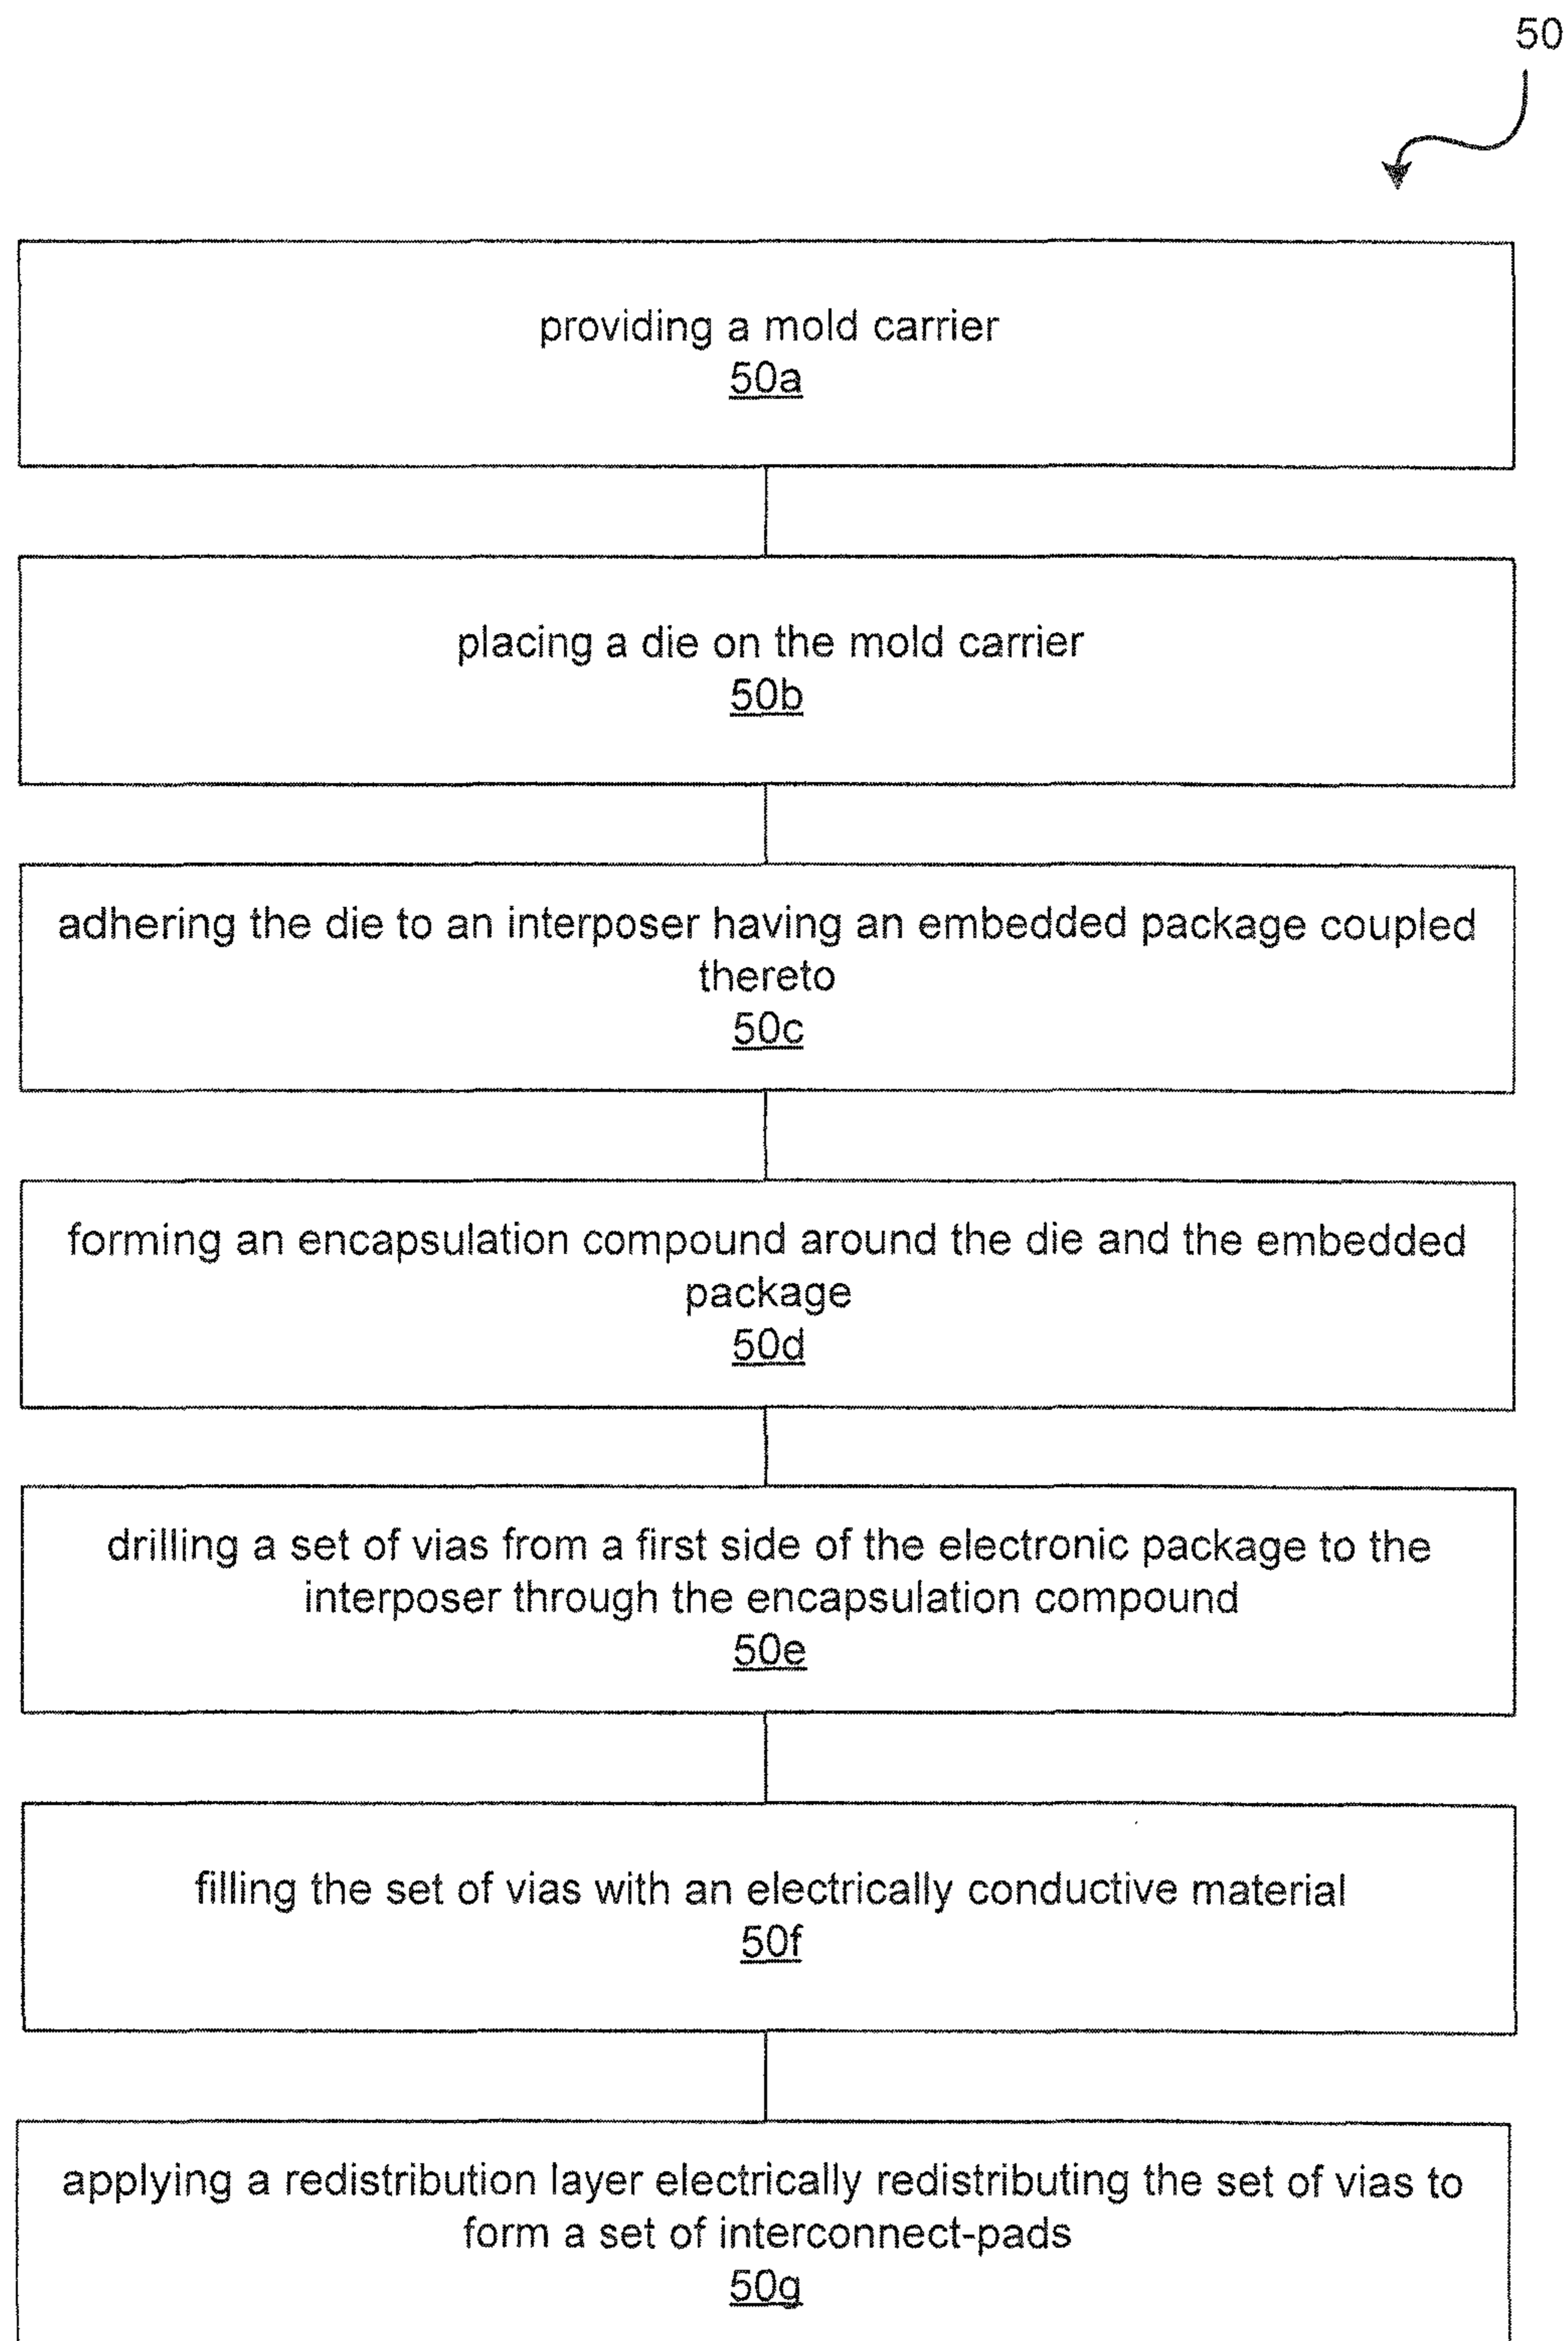 50
providing a mold carrier
50a
placing a die on the mold carrier
50b
adhering the die to an interposer having an embedded package coupled
thereto
50c
forming an encapsulation compound around the die and the embedded
package
50d
drilling a set of vias from a first side of the electronic package to the
interposer through the encapsulation compound
50e
filling the set of vias with an electrically conductive material
50f
applying a redistribution layer electrically redistributing the set of vias to
form a set of interconnect-pads
50g